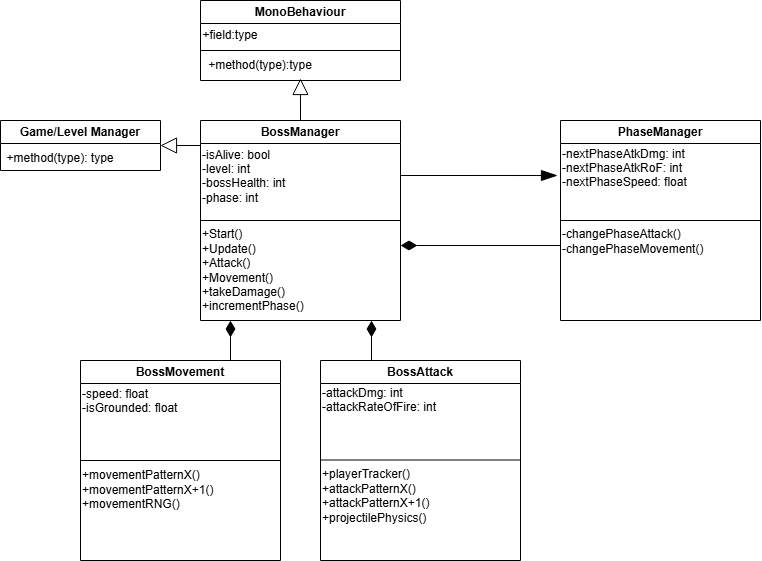 MonoBehaviour
+field:type
+method(type):type
Game/Level Manager
+method(type): type
BossManager
-isAlive: bool
-level: int
-bossHealth: int
-phase: int
+Start()
+Update()
+Attack()
+Movement()
+takeDamage()
+incrementPhase()
PhaseManager
-nextPhaseAtkDmg: int
-nextPhaseAtkRoF: int
-nextPhaseSpeed: float
-changePhaseAttack()
-changePhaseMovement()
BossMovement
-speed: float
-isGrounded: float
+movementPatternX()
+movementPatternX+1()
+movementRNG()
BossAttack
-attackDmg: int
-attackRateOfFire: int
+playerTracker()
+attackPatternX()
+attackPatternX+1()
+projectilePhysics()